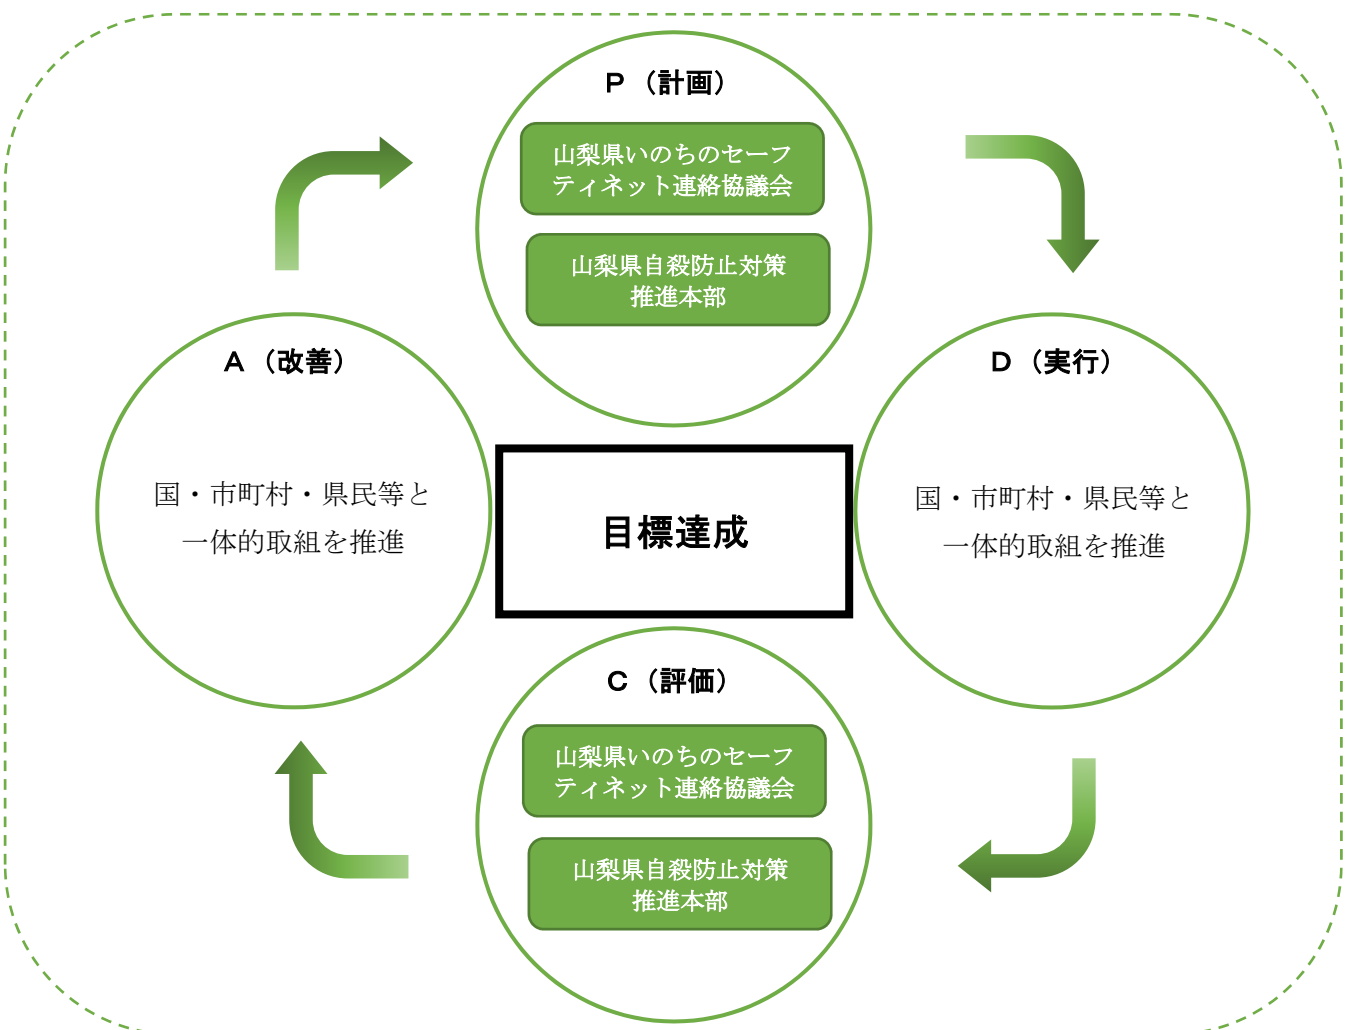 P（計画）
山梨県いのちのセーフ
ティネット連絡協議会
山梨県自殺防止対策
推進本部
A（改善）
国・市町村・県民等と
一体的取組を推進
目標達成
D（実行）
国・市町村・県民等と
一体的取組を推進
C（評価）
山梨県いのちのセーフ
ティネット連絡協議会
山梨県自殺防止対策
推進本部